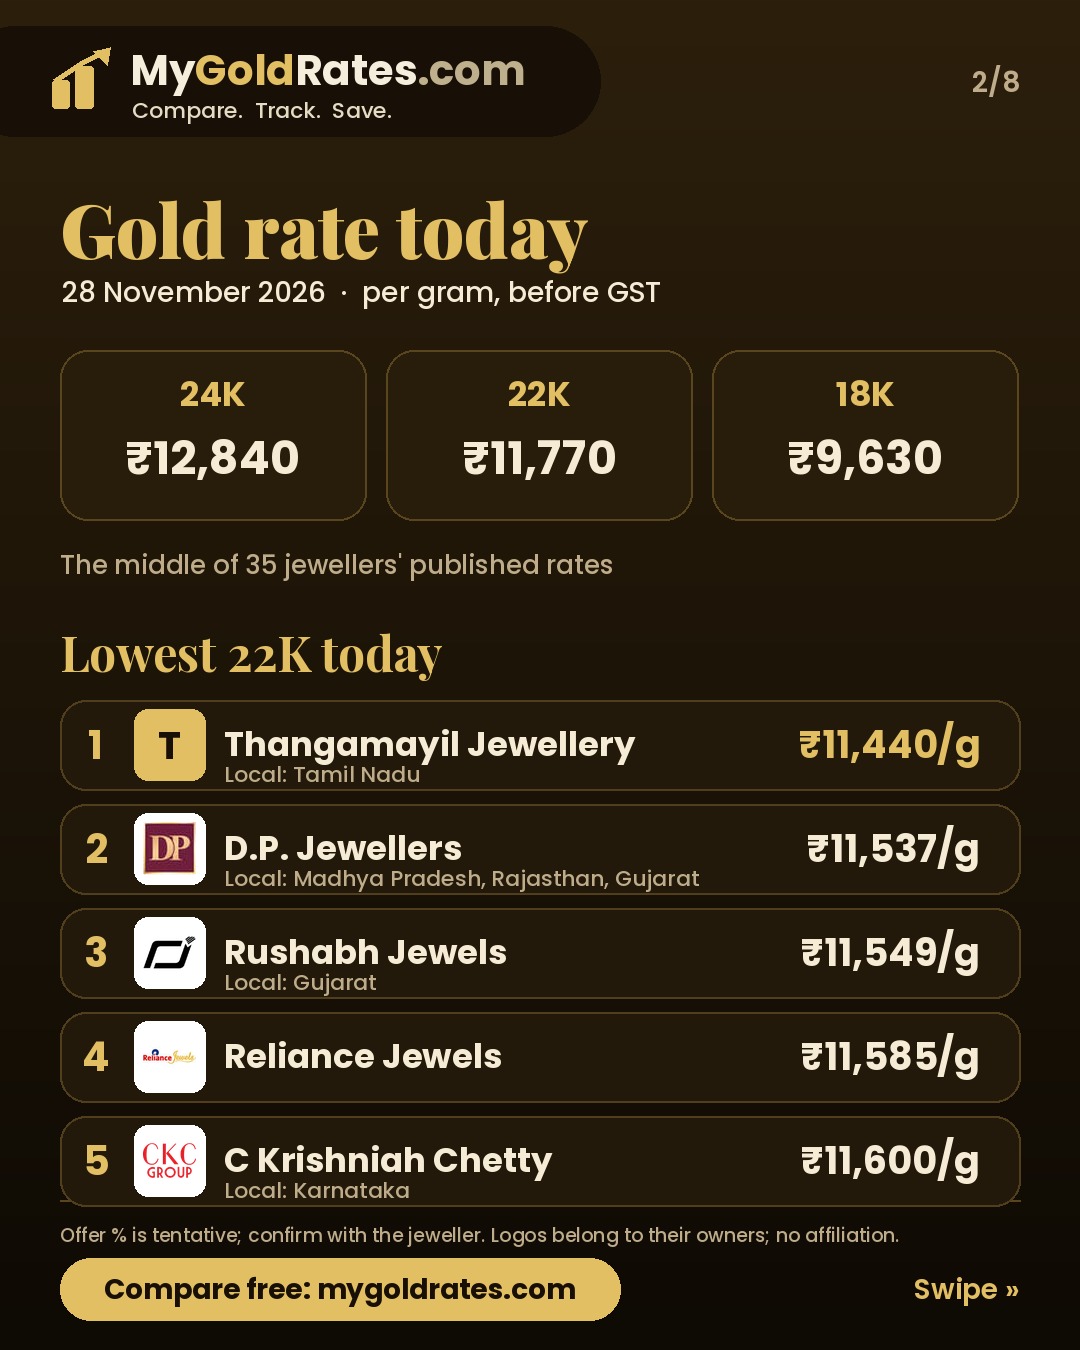 MyGoldRates.com
Compare. Track. Save.
2/8
Gold rate today
28 November 2026 · per gram, before GST
24K
₹12,840
22K
₹11,770
18K
₹9,630
The middle of 35 jewellers' published rates
Lowest 22K today
1 T Thangamayil Jewellery ₹11,440/g
Local: Tamil Nadu
2 DP D.P. Jewellers ₹11,537/g
Local: Madhya Pradesh, Rajasthan, Gujarat
3 Rushabh Jewels ₹11,549/g
Local: Gujarat
4 Reliance Jewels Reliance Jewels ₹11,585/g
5 CKC GROUP C Krishniah Chetty ₹11,600/g
Local: Karnataka
Offer % is tentative; confirm with the jeweller. Logos belong to their owners; no affiliation.
Compare free: mygoldrates.com
Swipe »